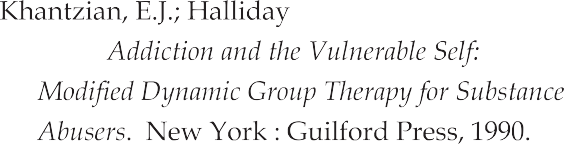 Khantzian, E.J.; Halliday
Addiction and the Vulnerable Self:
Modified Dynamic Group Therapy for Substance
Abusers. New York : Guilford Press, 1990.